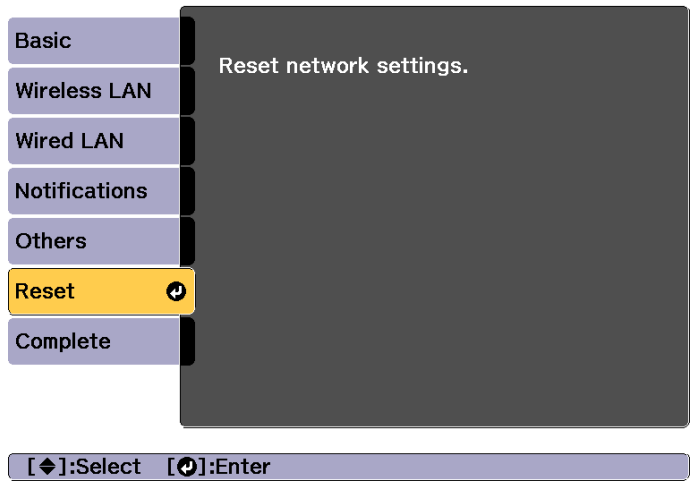 Basic
Wireless LAN
Wired LAN
Notifications
Others
Reset
Complete
Reset network settings.
[◆]:Select [↵]:Enter